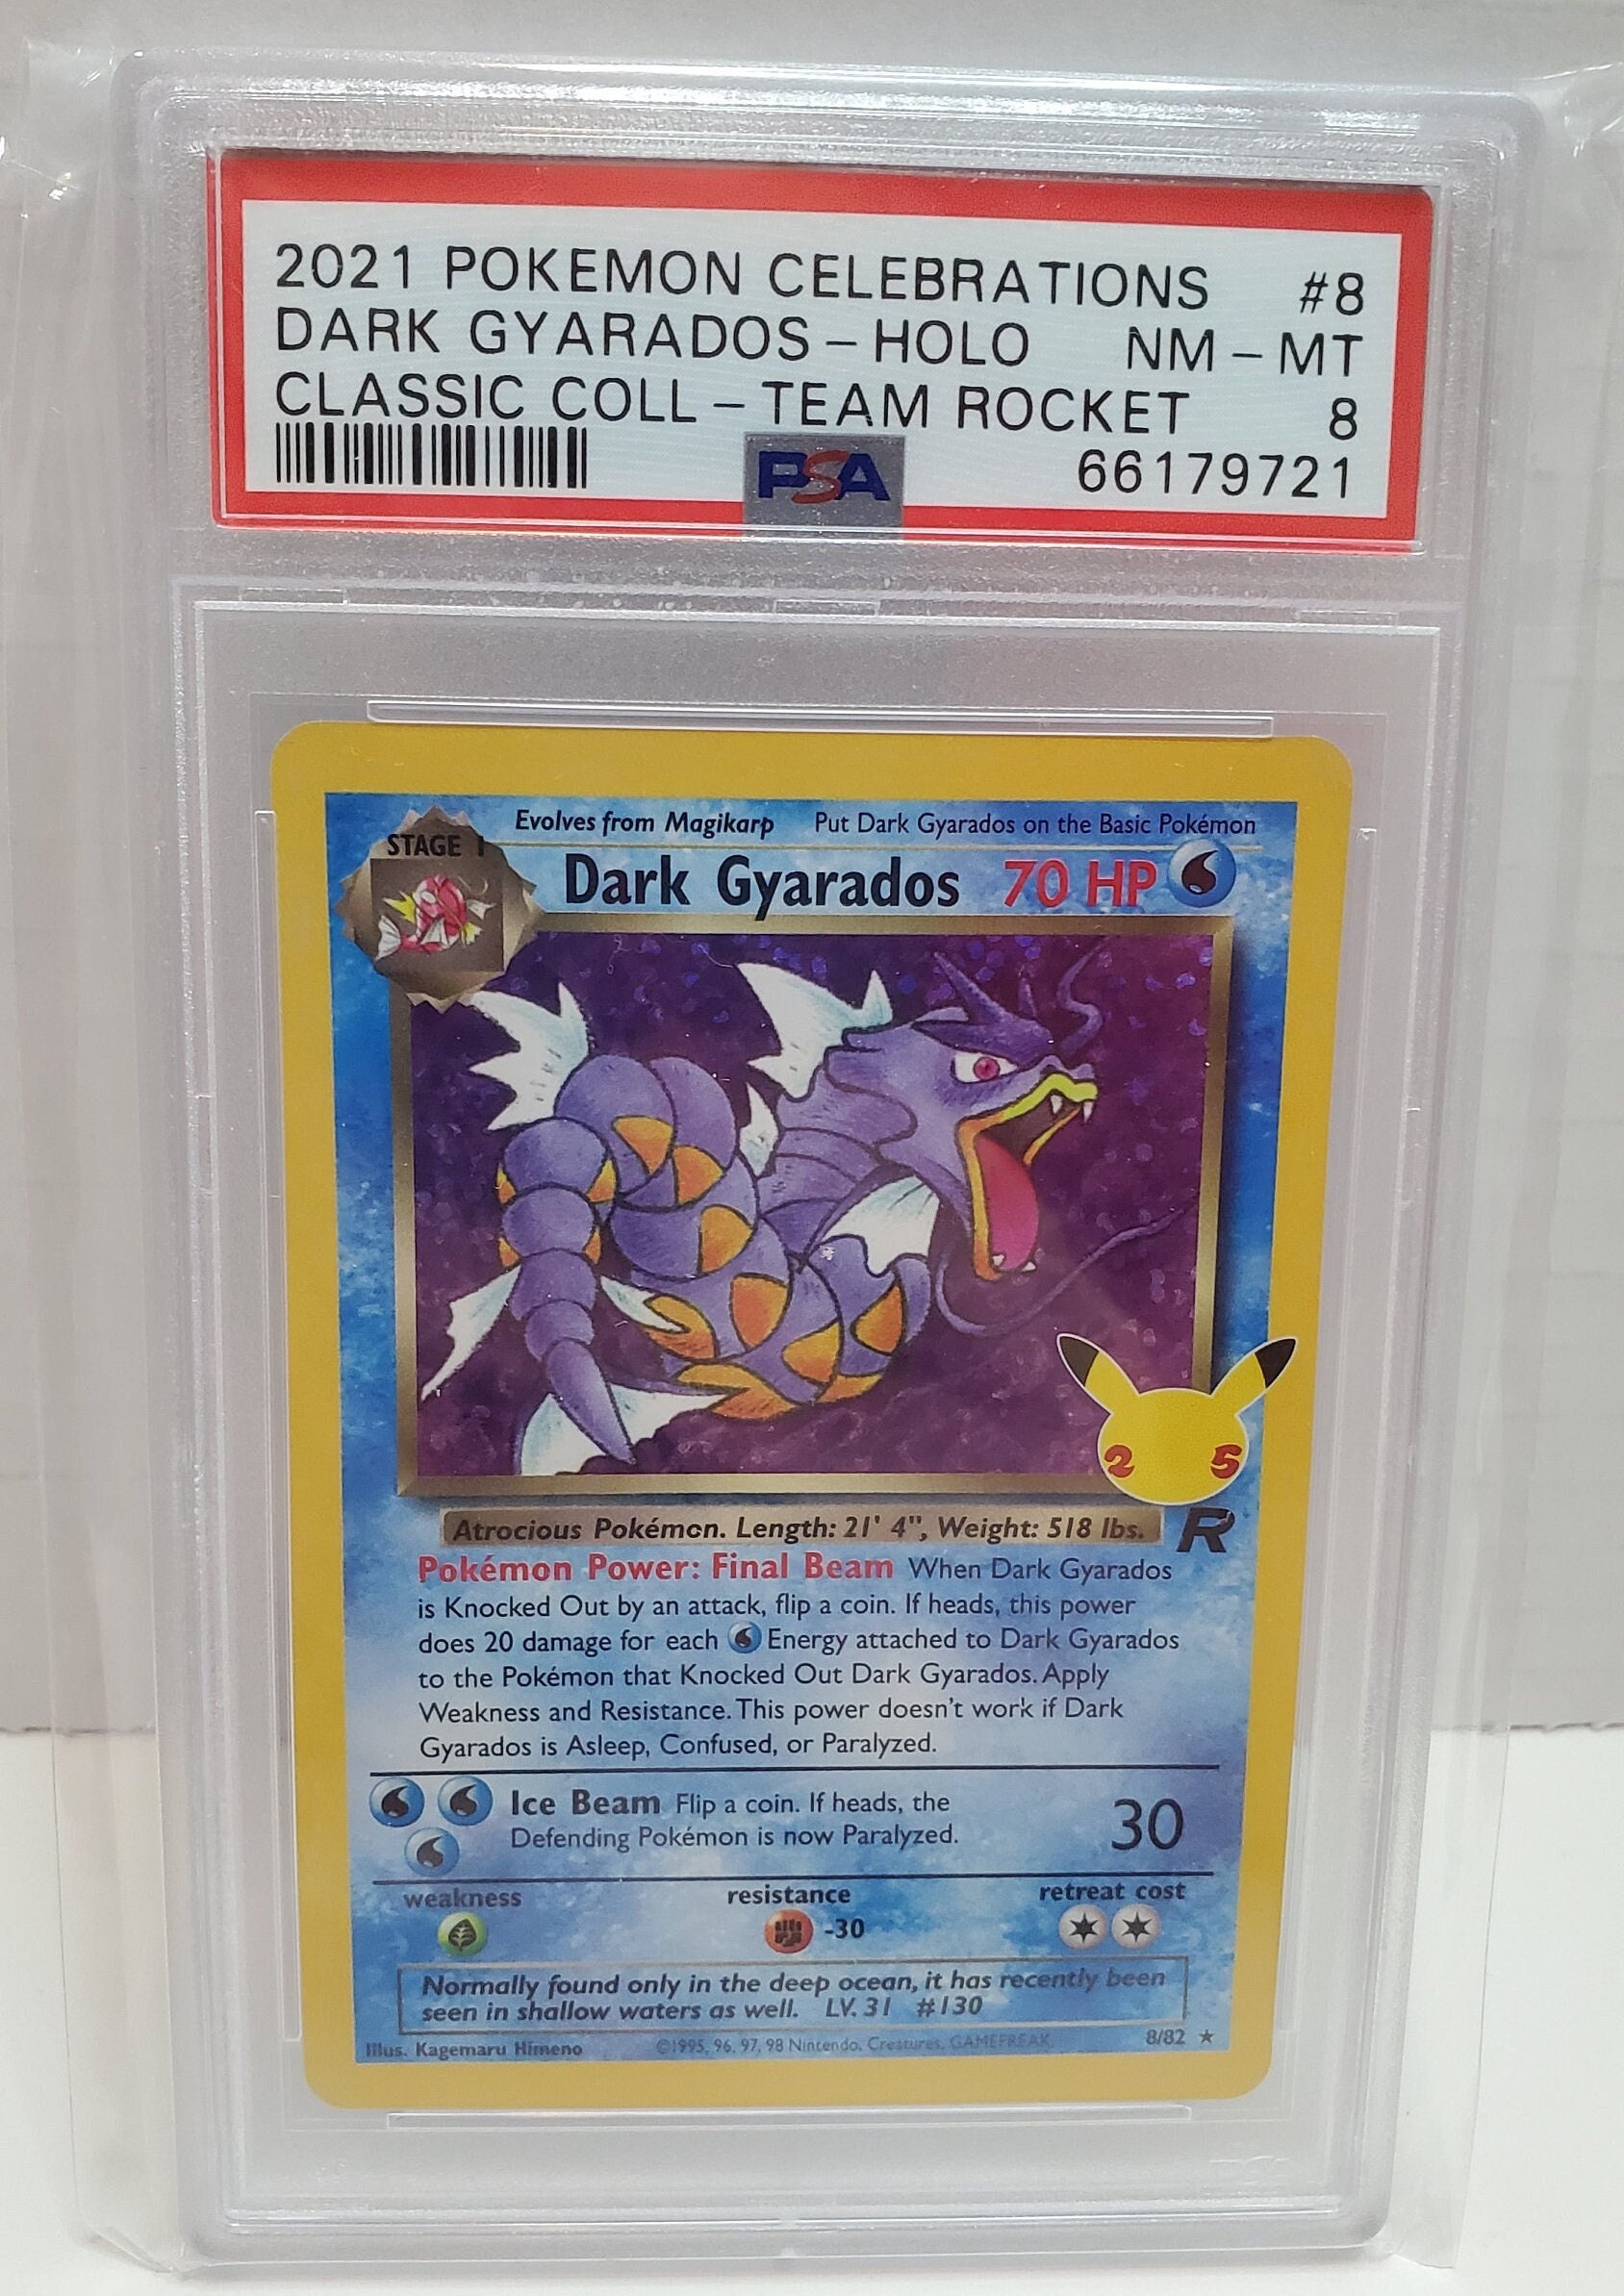 2021 POKEMON CELEBRATIONS #8
DARK GYARADOS - HOLO NM - MT
CLASSIC COLL - TEAM ROCKET 8
PSA 66179721
Evolves from Magikarp Put Dark Gyarados on the Basic Pokémon
STAGE 1
Dark Gyarados 70 HP
2 5
Atrocious Pokémon. Length: 21' 4", Weight: 518 lbs. R
Pokémon Power: Final Beam When Dark Gyarados
is Knocked Out by an attack, flip a coin. If heads, this power
does 20 damage for each Energy attached to Dark Gyarados
to the Pokémon that Knocked Out Dark Gyarados. Apply
Weakness and Resistance. This power doesn't work if Dark
Gyarados is Asleep, Confused, or Paralyzed.
Ice Beam Flip a coin. If heads, the
Defending Pokémon is now Paralyzed. 30
weakness resistance retreat cost
-30
Normally found only in the deep ocean, it has recently been
seen in shallow waters as well. LV. 31 #130
Illus. Kagemaru Himeno ©1995, 96, 97, 98 Nintendo, Creatures, GAMEFREAK. 8/82 ★